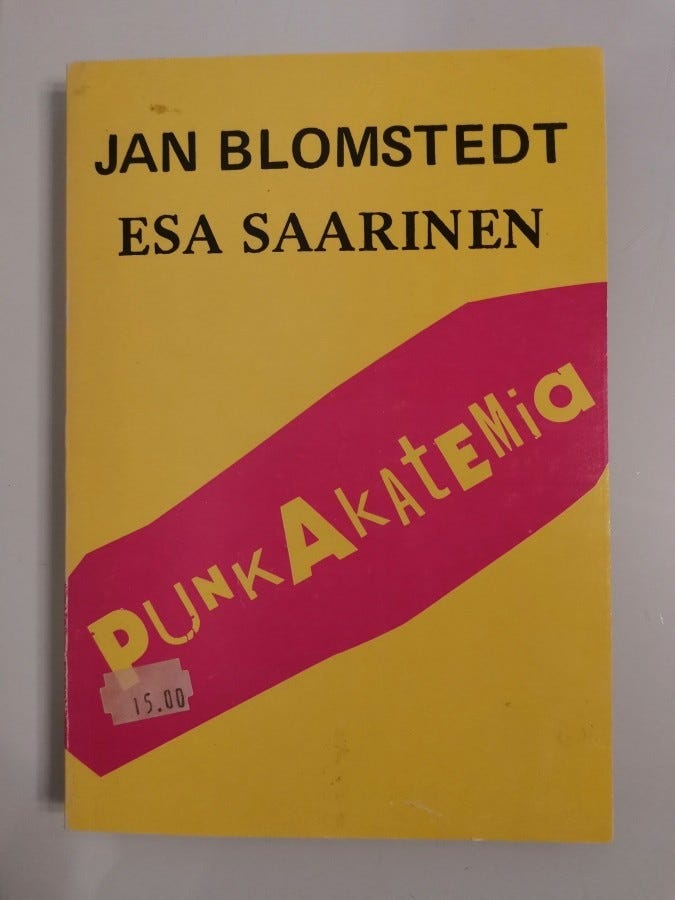 JAN BLOMSTEDT
ESA SAARINEN
PUNKAKATEMia
15.00